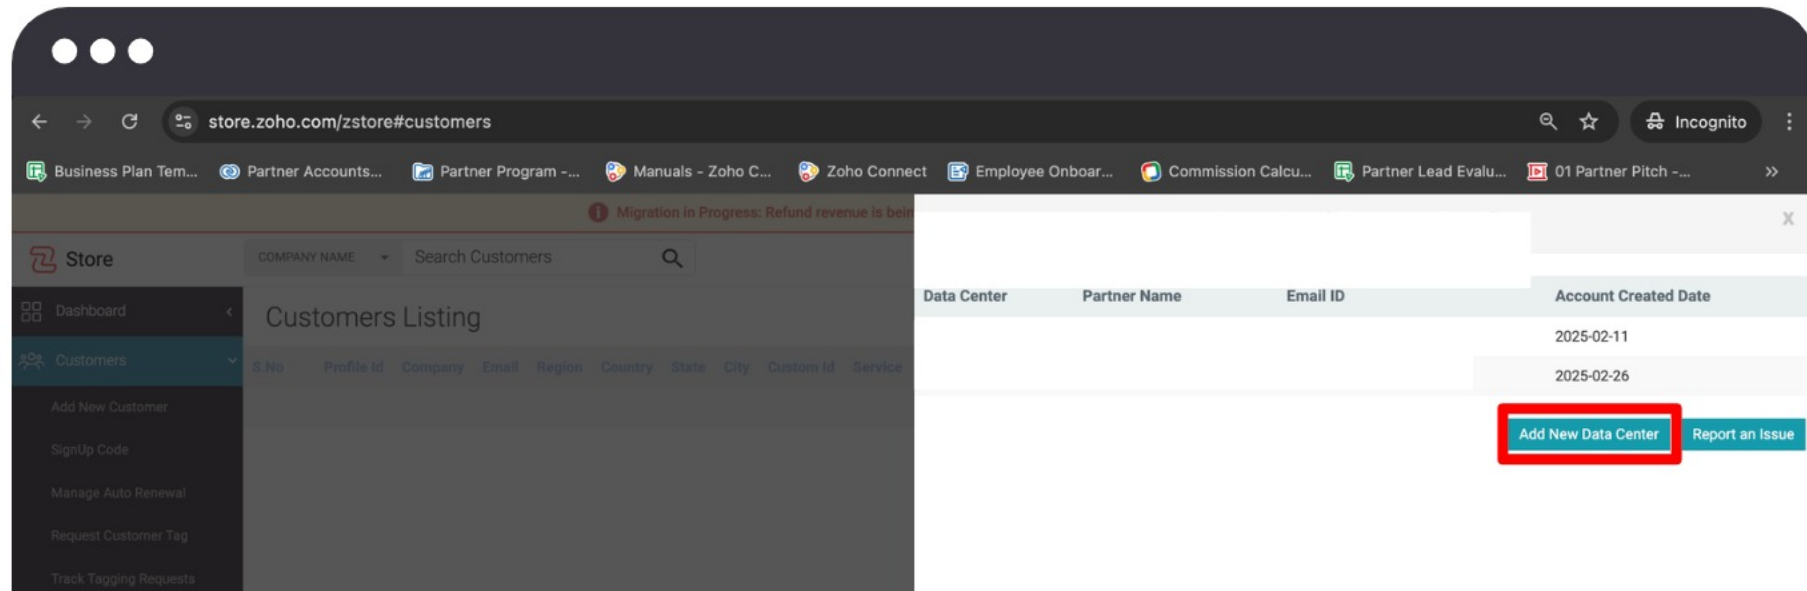 store.zoho.com/zstore#customers
Incognito
Business Plan Tem...
Partner Accounts...
Partner Program -...
Manuals - Zoho C...
Zoho Connect
Employee Onboar...
Commission Calcu...
Partner Lead Evalu...
01 Partner Pitch -...
Migration in Progress: Refund revenue is bein
X
Store
COMPANY NAME
Search Customers
Dashboard
Customers
Add New Customer
SignUp Code
Manage Auto Renewal
Request Customer Tag
Track Tagging Requests
Customers Listing
S.No Profile Id Company Email Region Country State City Custom Id Service
Data Center Partner Name Email ID Account Created Date
2025-02-11
2025-02-26
Add New Data Center
Report an Issue